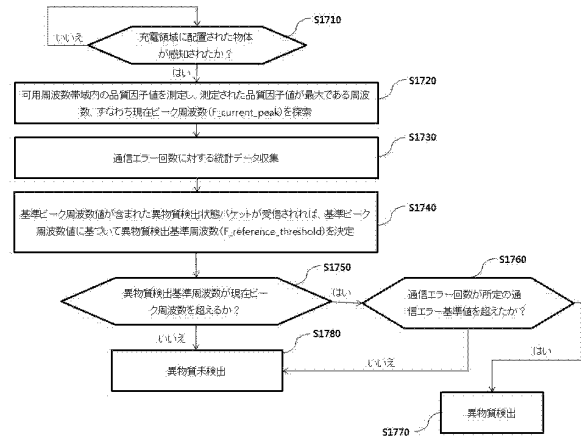 S1710
充電領域に配置された物体
が感知されたか？
いいえ
はい
S1720
可用周波数帯域内の品質因子値を測定し、測定された品質因子値が最大である周波
数、すなわち現在ピーク周波数(F_current_peak)を探索
S1730
通信エラー回数に対する統計データ収集
S1740
基準ピーク周波数値が含まれた異物質検出状態パケットが受信されれば、基準ピーク
周波数値に基づいて異物質検出基準周波数(F_reference_threshold)を決定
S1750
異物質検出基準周波数が現在ピー
ク周波数を超えるか？
はい
いいえ
S1760
通信エラー回数が所定の通
信エラー基準値を超えたか？
いいえ
はい
S1780
異物質未検出
異物質検出
S1770